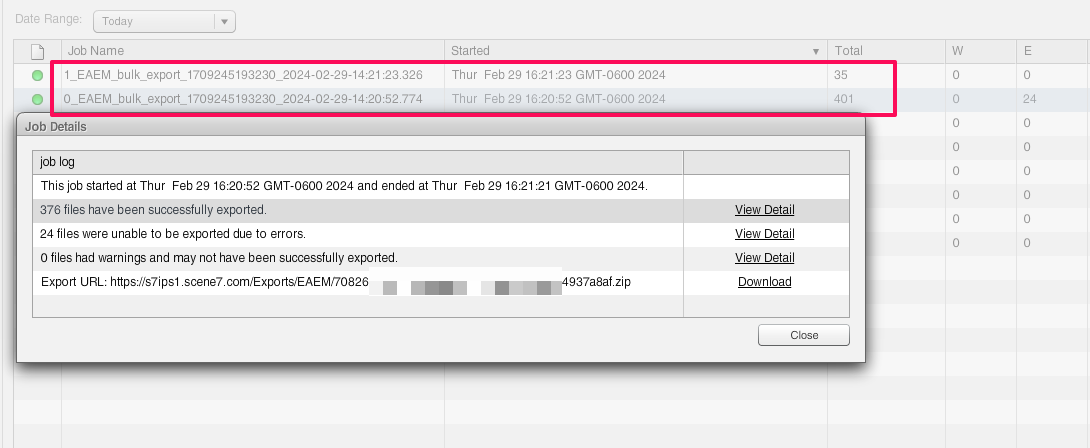 Date Range: Today
Job Name Started Total W E
1_EAEM_bulk_export_1709245193230_2024-02-29-14:21:23.326 Thur Feb 29 16:21:23 GMT-0600 2024 35 0 0
0_EAEM_bulk_export_1709245193230_2024-02-29-14:20:52.774 Thur Feb 29 16:20:52 GMT-0600 2024 401 0 24
0 0
0 0
0 0
0 0
0 0
0 0
Job Details
job log
This job started at Thur Feb 29 16:20:52 GMT-0600 2024 and ended at Thur Feb 29 16:21:21 GMT-0600 2024.
376 files have been successfully exported. View Detail
24 files were unable to be exported due to errors. View Detail
0 files had warnings and may not have been successfully exported. View Detail
Export URL: https://s7ips1.scene7.com/Exports/EAEM/70826 4937a8af.zip Download
Close